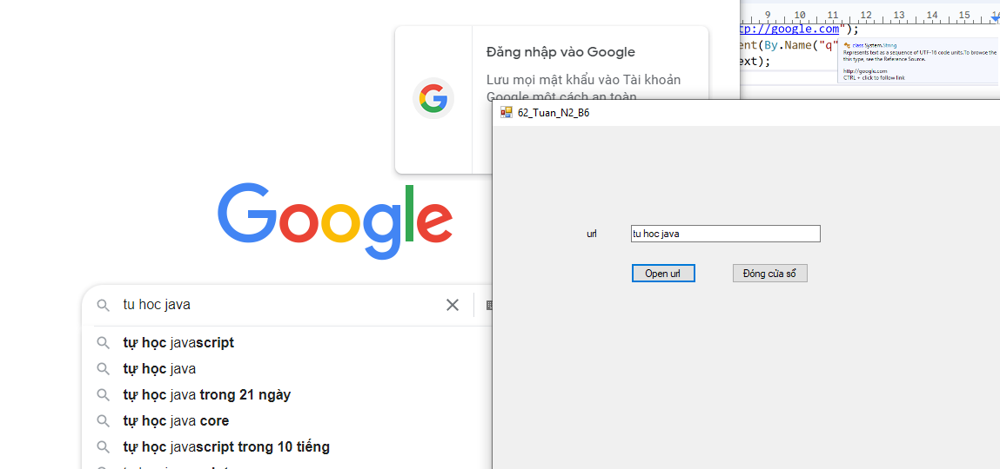 9 10 11 12 13 14 15 16
tp://google.com");
ent(By.Name("q"
ext);
class System.String
Represents text as a sequence of UTF-16 code units.To browse the
this type, see the Reference Source.
http://google.com
CTRL + click to follow link
Đăng nhập vào Google
Lưu mọi mật khẩu vào Tài khoản
Google một cách an toàn
62_Tuan_N2_B6
Google
url
tu hoc java
Open url
Đóng cửa sổ
tu hoc java
tự học javascript
tự học java
tự học java trong 21 ngày
tự học java core
tự học javascript trong 10 tiếng